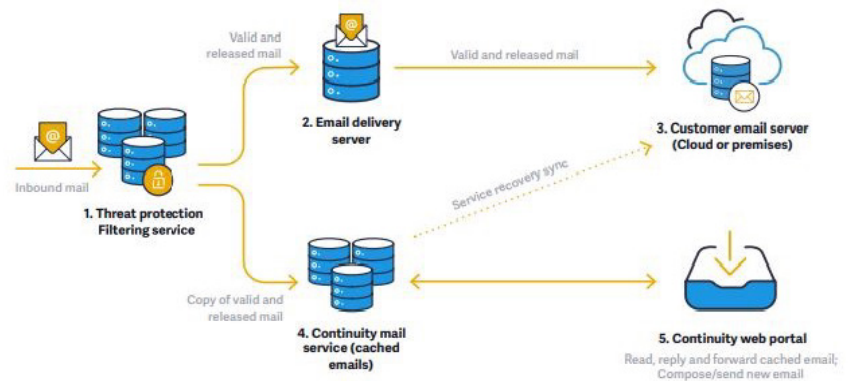 Valid and
released mail
Valid and released mail
2. Email delivery
server
3. Customer email server
(Cloud or premises)
Inbound mail
Service recovery sync
1. Threat protection
Filtering service
Copy of valid and
released mail
4. Continuity mail
service (cached
emails)
5. Continuity web portal
Read, reply and forward cached email;
Compose/send new email